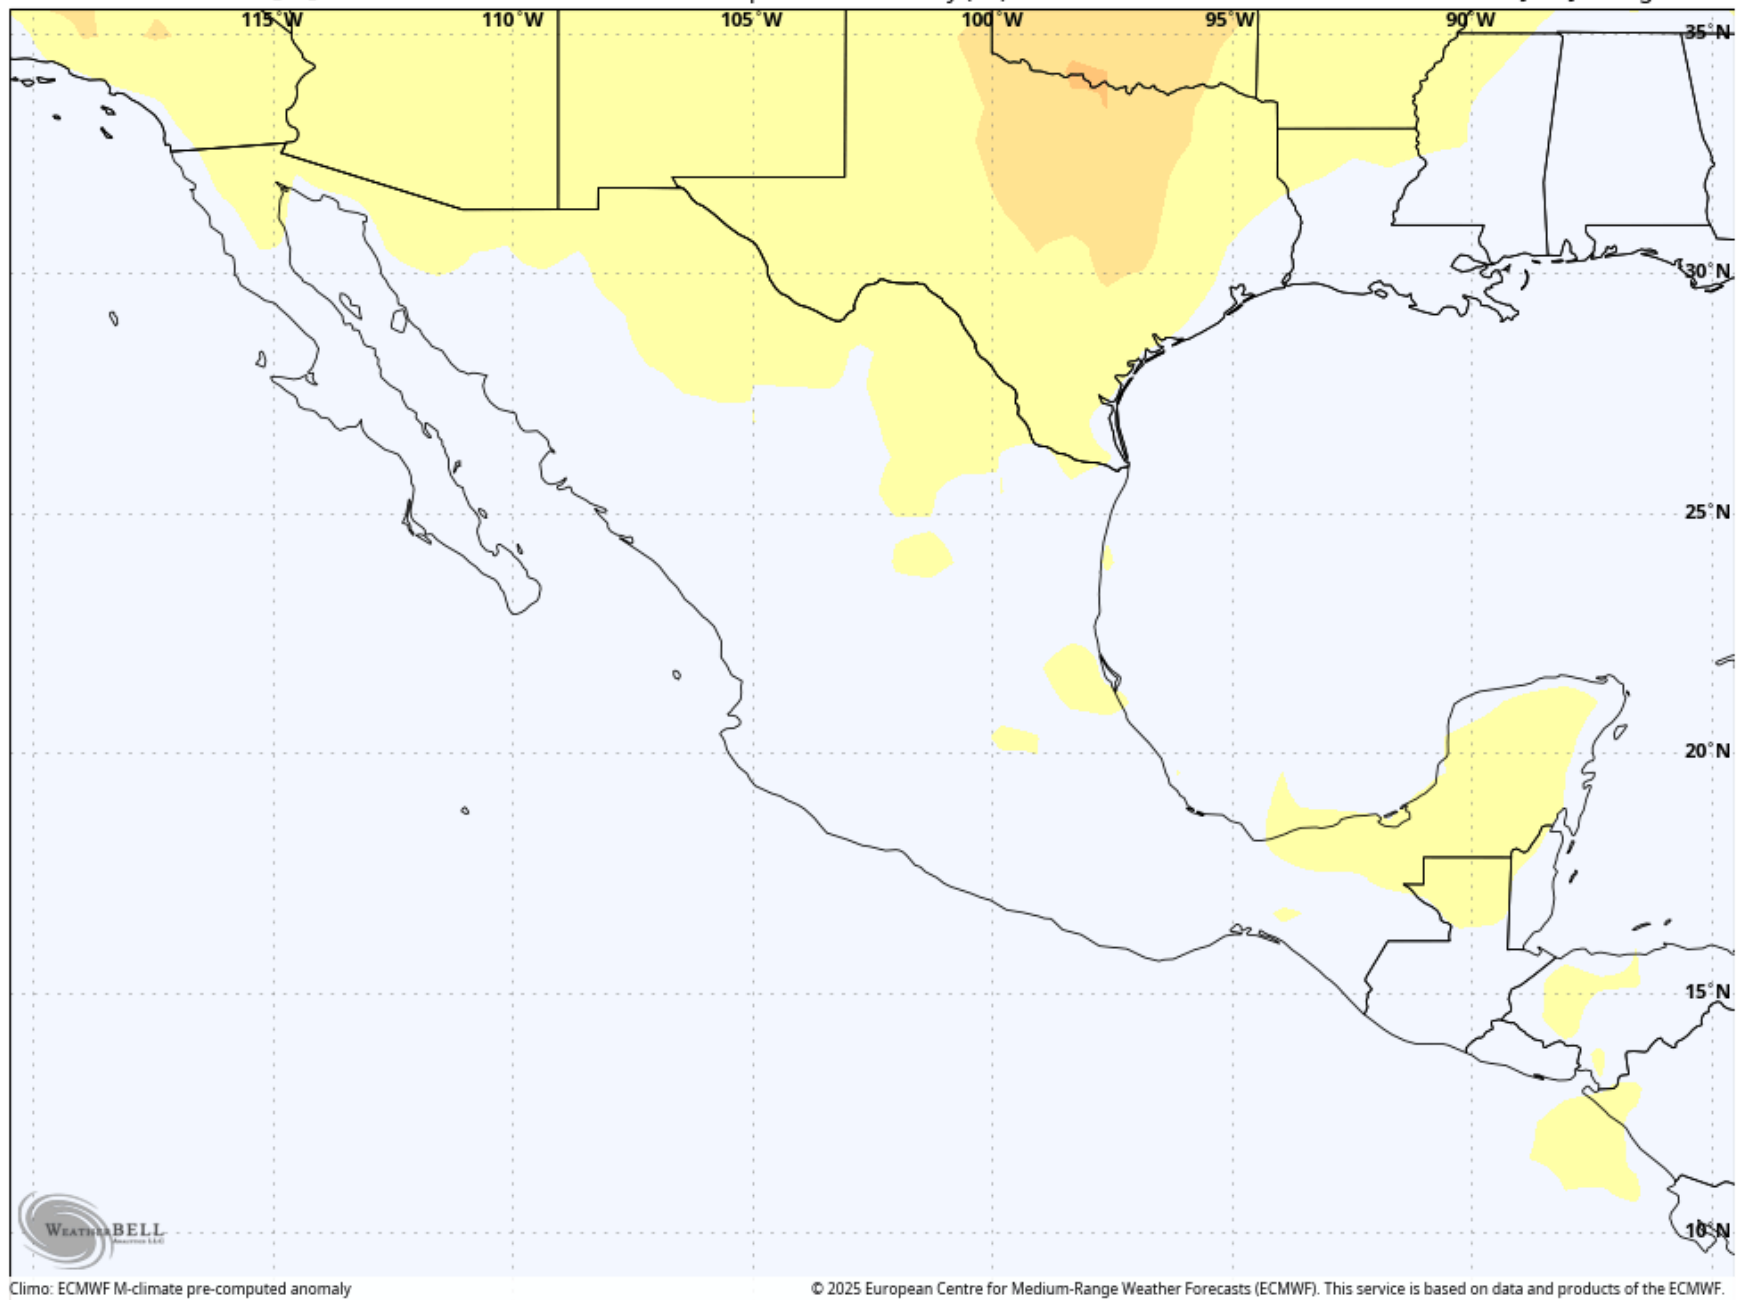 115°W 110°W 105°W 100°W 95°W 90°W
35°N
30°N
25°N
20°N
15°N
10°N
WEATHERBELL
ANALYTICS LLC
Climo: ECMWF M-climate pre-computed anomaly
© 2025 European Centre for Medium-Range Weather Forecasts (ECMWF). This service is based on data and products of the ECMWF.